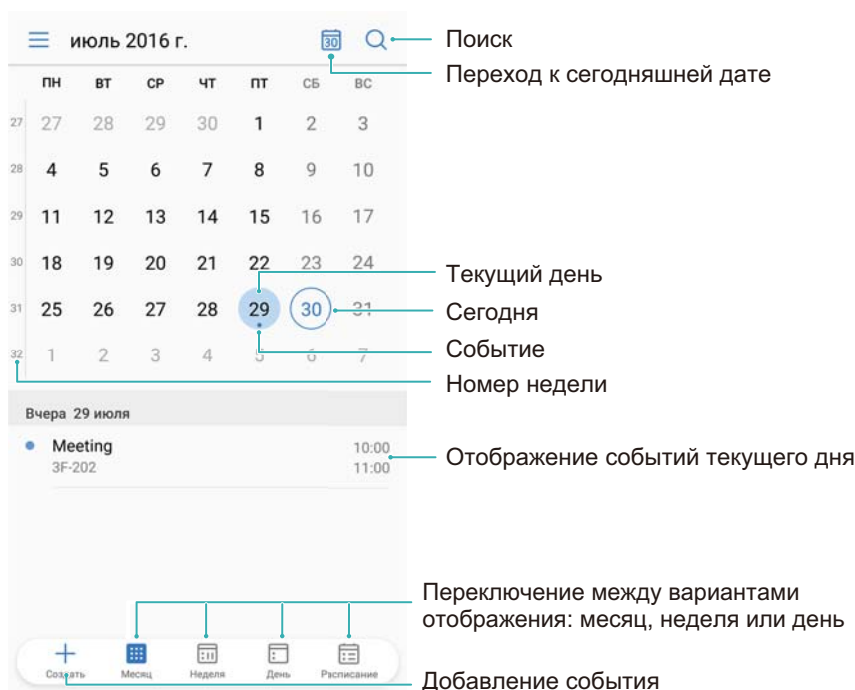 июль 2016 г.
30
Поиск
Переход к сегодняшней дате
ПН ВТ СР ЧТ ПТ СБ ВС
27 27 28 29 30 1 2 3
28 4 5 6 7 8 9 10
29 11 12 13 14 15 16 17
30 18 19 20 21 22 23 24
Текущий день
31 25 26 27 28 29 30 31
Сегодня
Событие
32 1 2 3 4 5 6 7
Номер недели
Вчера 29 июля
Meeting 10:00
3F-202 11:00
Отображение событий текущего дня
Переключение между вариантами
отображения: месяц, неделя или день
Создать Месяц Неделя День Расписание
Добавление события